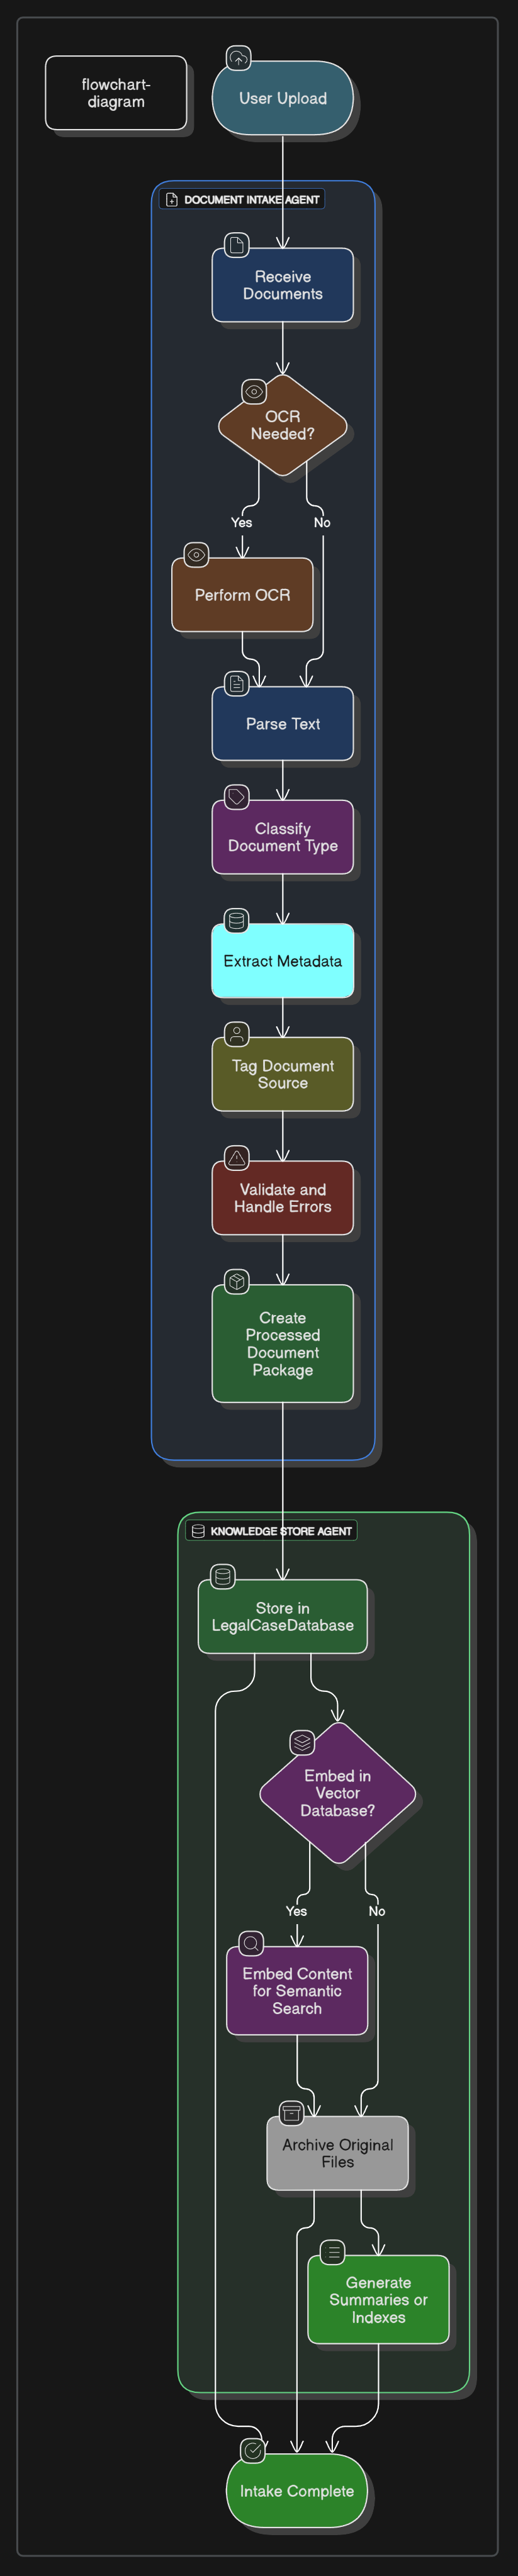 flowchart-
diagram
User Upload
DOCUMENT INTAKE AGENT
Receive
Documents
OCR
Needed?
Yes
No
Perform OCR
Parse Text
Classify
Document Type
Extract Metadata
Tag Document
Source
Validate and
Handle Errors
Create
Processed
Document
Package
KNOWLEDGE STORE AGENT
Store in
LegalCaseDatabase
Embed in
Vector
Database?
Yes
No
Embed Content
for Semantic
Search
Archive Original
Files
Generate
Summaries or
Indexes
Intake Complete